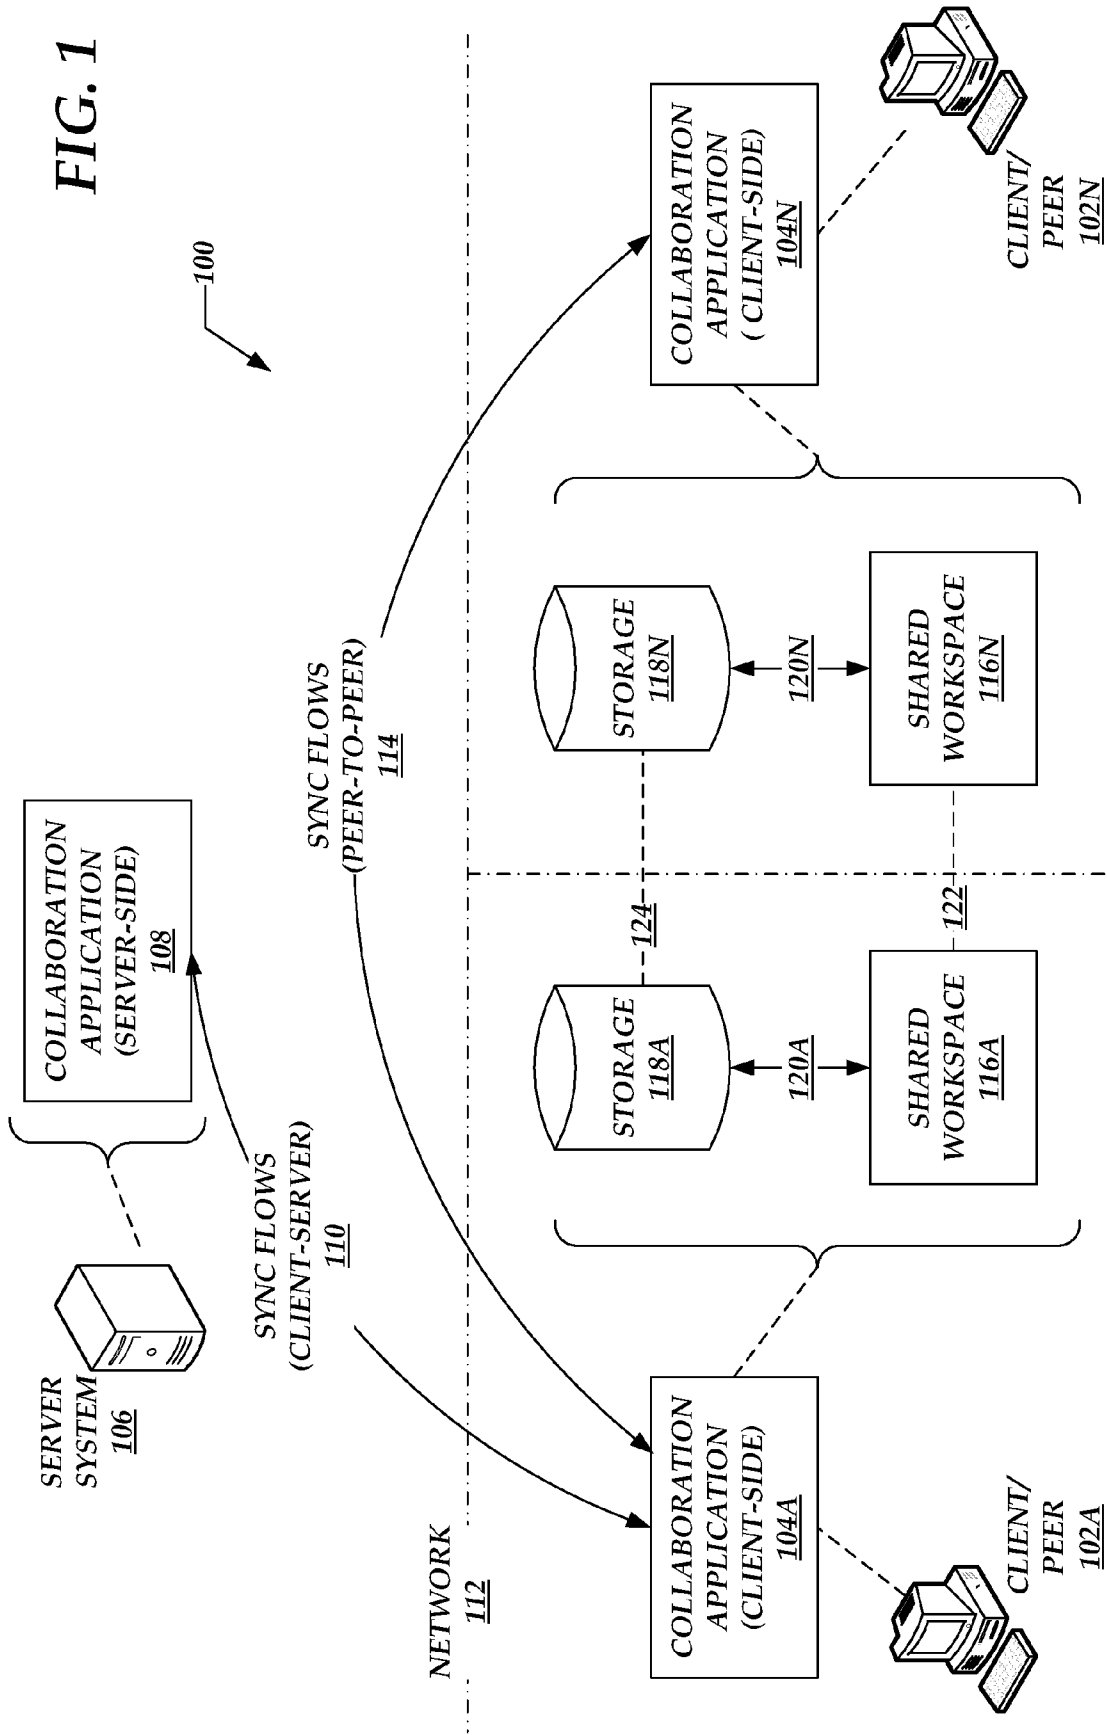 FIG. 1
100
SERVER
SYSTEM
106
COLLABORATION
APPLICATION
(SERVER-SIDE)
108
SYNC FLOWS
(CLIENT-SERVER)
110
SYNC FLOWS
(PEER-TO-PEER)
114
NETWORK
112
COLLABORATION
APPLICATION
(CLIENT-SIDE)
104A
STORAGE
118A
124
STORAGE
118N
COLLABORATION
APPLICATION
( CLIENT-SIDE)
104N
120A
120N
SHARED
WORKSPACE
116A
122
SHARED
WORKSPACE
116N
CLIENT/
PEER
102A
CLIENT/
PEER
102N